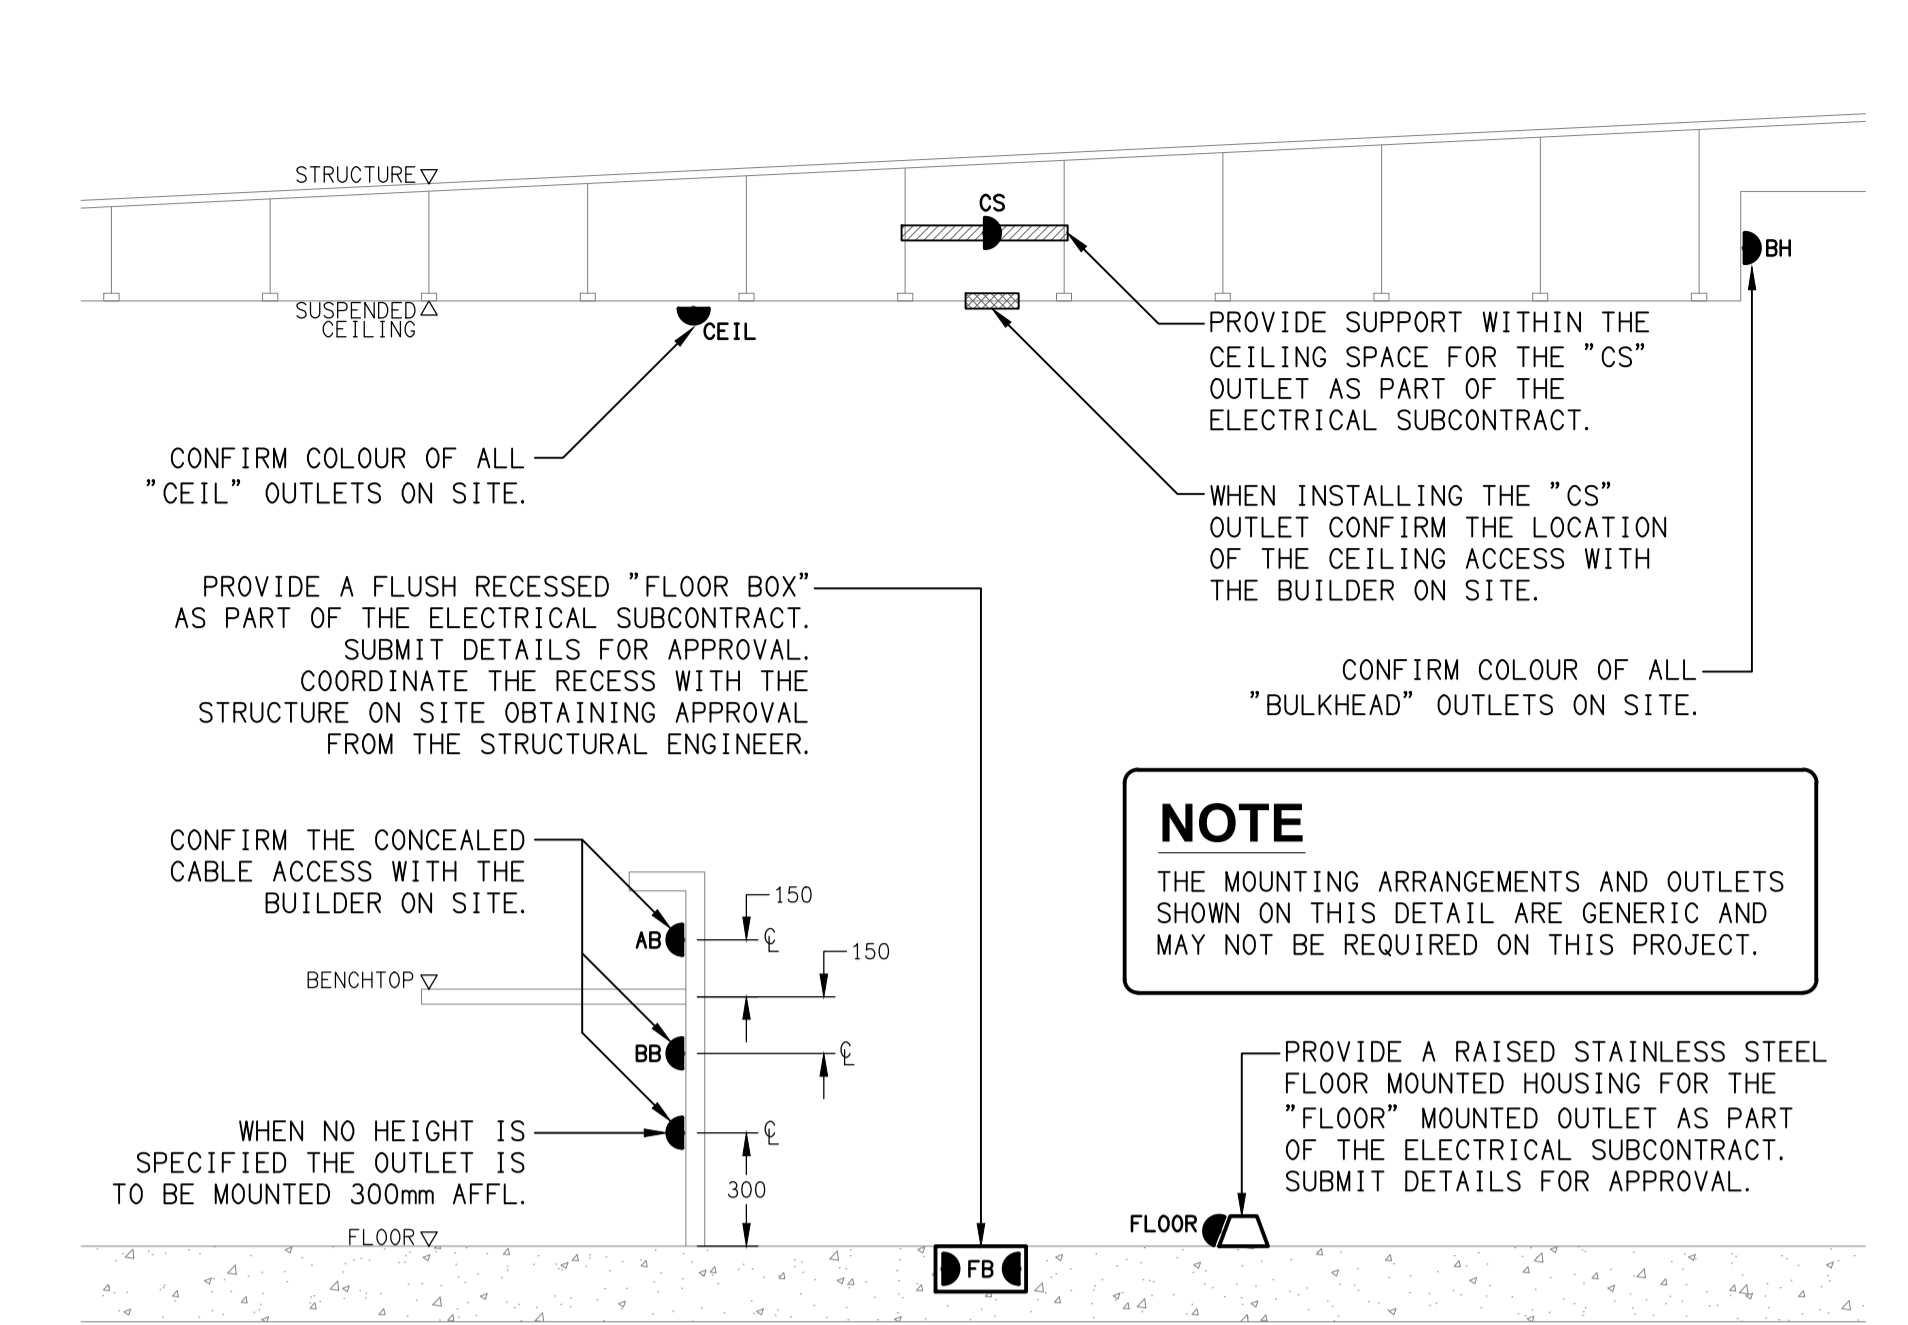 STRUCTURE
CS
BH
SUSPENDED
CEILING
CEIL
PROVIDE SUPPORT WITHIN THE
CEILING SPACE FOR THE "CS"
OUTLET AS PART OF THE
ELECTRICAL SUBCONTRACT.
CONFIRM COLOUR OF ALL
"CEIL" OUTLETS ON SITE.
WHEN INSTALLING THE "CS"
OUTLET CONFIRM THE LOCATION
OF THE CEILING ACCESS WITH
THE BUILDER ON SITE.
PROVIDE A FLUSH RECESSED "FLOOR BOX"
AS PART OF THE ELECTRICAL SUBCONTRACT.
SUBMIT DETAILS FOR APPROVAL.
COORDINATE THE RECESS WITH THE
STRUCTURE ON SITE OBTAINING APPROVAL
FROM THE STRUCTURAL ENGINEER.
CONFIRM COLOUR OF ALL
"BULKHEAD" OUTLETS ON SITE.
NOTE
THE MOUNTING ARRANGEMENTS AND OUTLETS
SHOWN ON THIS DETAIL ARE GENERIC AND
MAY NOT BE REQUIRED ON THIS PROJECT.
CONFIRM THE CONCEALED
CABLE ACCESS WITH THE
BUILDER ON SITE.
150
AB
℄
150
BENCHTOP
BB
℄
WHEN NO HEIGHT IS
SPECIFIED THE OUTLET IS
TO BE MOUNTED 300mm AFFL.
℄
300
PROVIDE A RAISED STAINLESS STEEL
FLOOR MOUNTED HOUSING FOR THE
"FLOOR" MOUNTED OUTLET AS PART
OF THE ELECTRICAL SUBCONTRACT.
SUBMIT DETAILS FOR APPROVAL.
FLOOR
FLOOR
FB